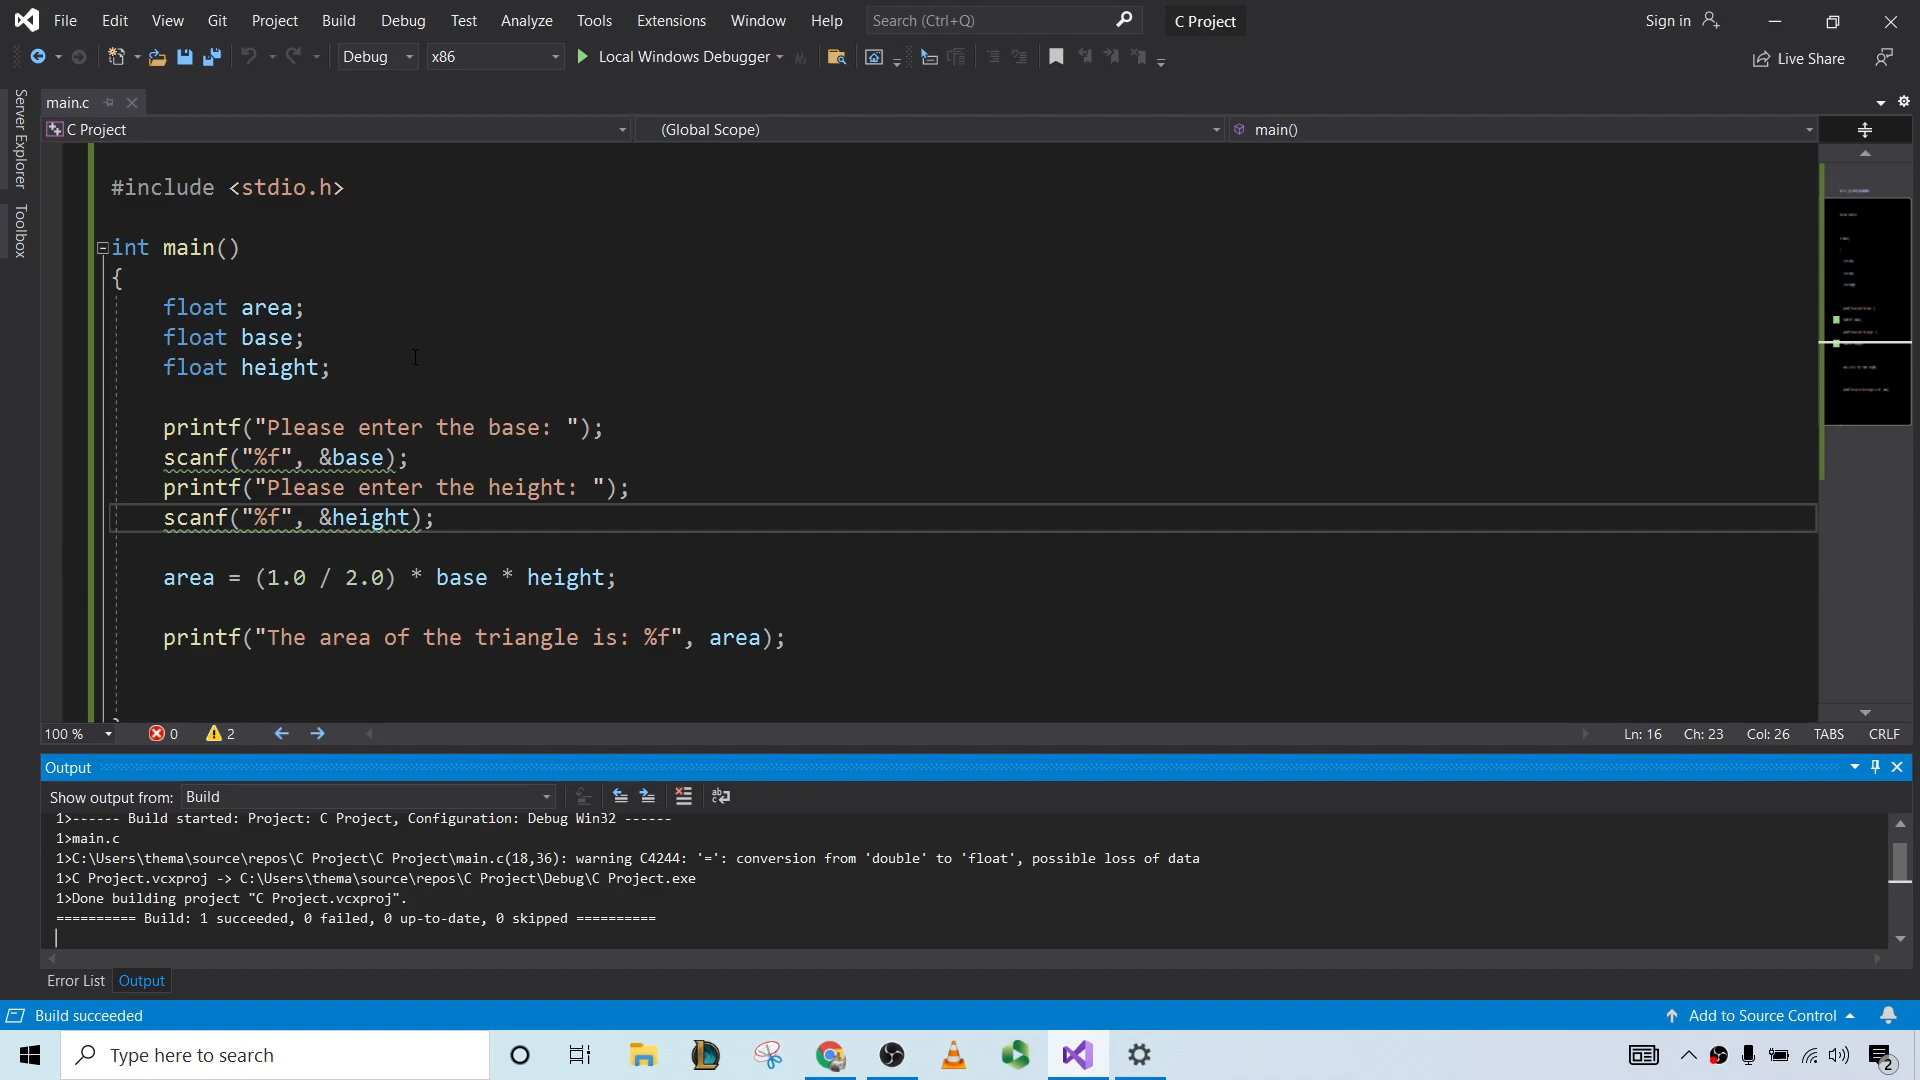 File Edit View Git Project Build Debug Test Analyze Tools Extensions Window Help Search (Ctrl+Q) C Project Sign in
Debug x86 Local Windows Debugger Live Share
Server Explorer
Toolbox
main.c
C Project (Global Scope) main()
#include <stdio.h>
int main()
{
float area;
float base;
float height;
printf("Please enter the base: ");
scanf("%f", &base);
printf("Please enter the height: ");
scanf("%f", &height);
area = (1.0 / 2.0) * base * height;
printf("The area of the triangle is: %f", area);
100 % 0 2 Ln: 16 Ch: 23 Col: 26 TABS CRLF
Output
Show output from: Build
1>------ Build started: Project: C Project, Configuration: Debug Win32 ------
1>main.c
1>C:\Users\thema\source\repos\C Project\C Project\main.c(18,36): warning C4244: '=': conversion from 'double' to 'float', possible loss of data
1>C Project.vcxproj -> C:\Users\thema\source\repos\C Project\Debug\C Project.exe
1>Done building project "C Project.vcxproj".
========== Build: 1 succeeded, 0 failed, 0 up-to-date, 0 skipped ==========
Error List Output
Build succeeded Add to Source Control
Type here to search 2